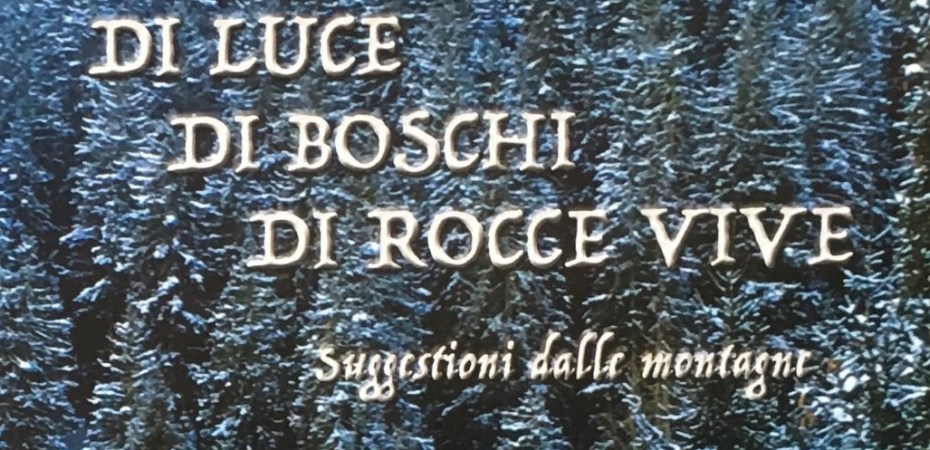 DI LUCE
DI BOSCHI
DI ROCCE VIVE
Suggestioni dalle montagne